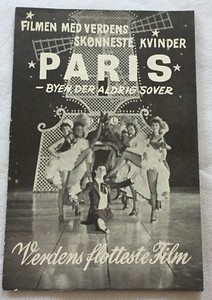 FILMEN MED VERDENS
SKØNNESTE KVINDER
PARIS
- BYEN, DER ALDRIG SOVER
Verdens flotteste Film